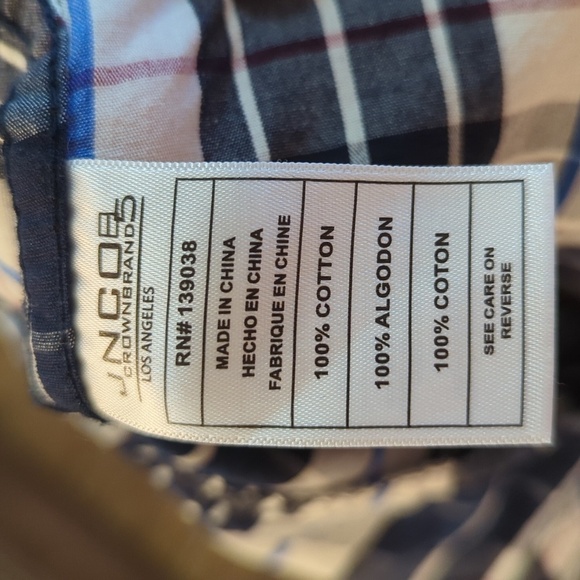 JNCO
CROWNBRAND
LOS ANGELES
RN# 139038
MADE IN CHINA
HECHO EN CHINA
FABRIQUE EN CHINE
100% COTTON
100% ALGODON
100% COTON
SEE CARE ON
REVERSE